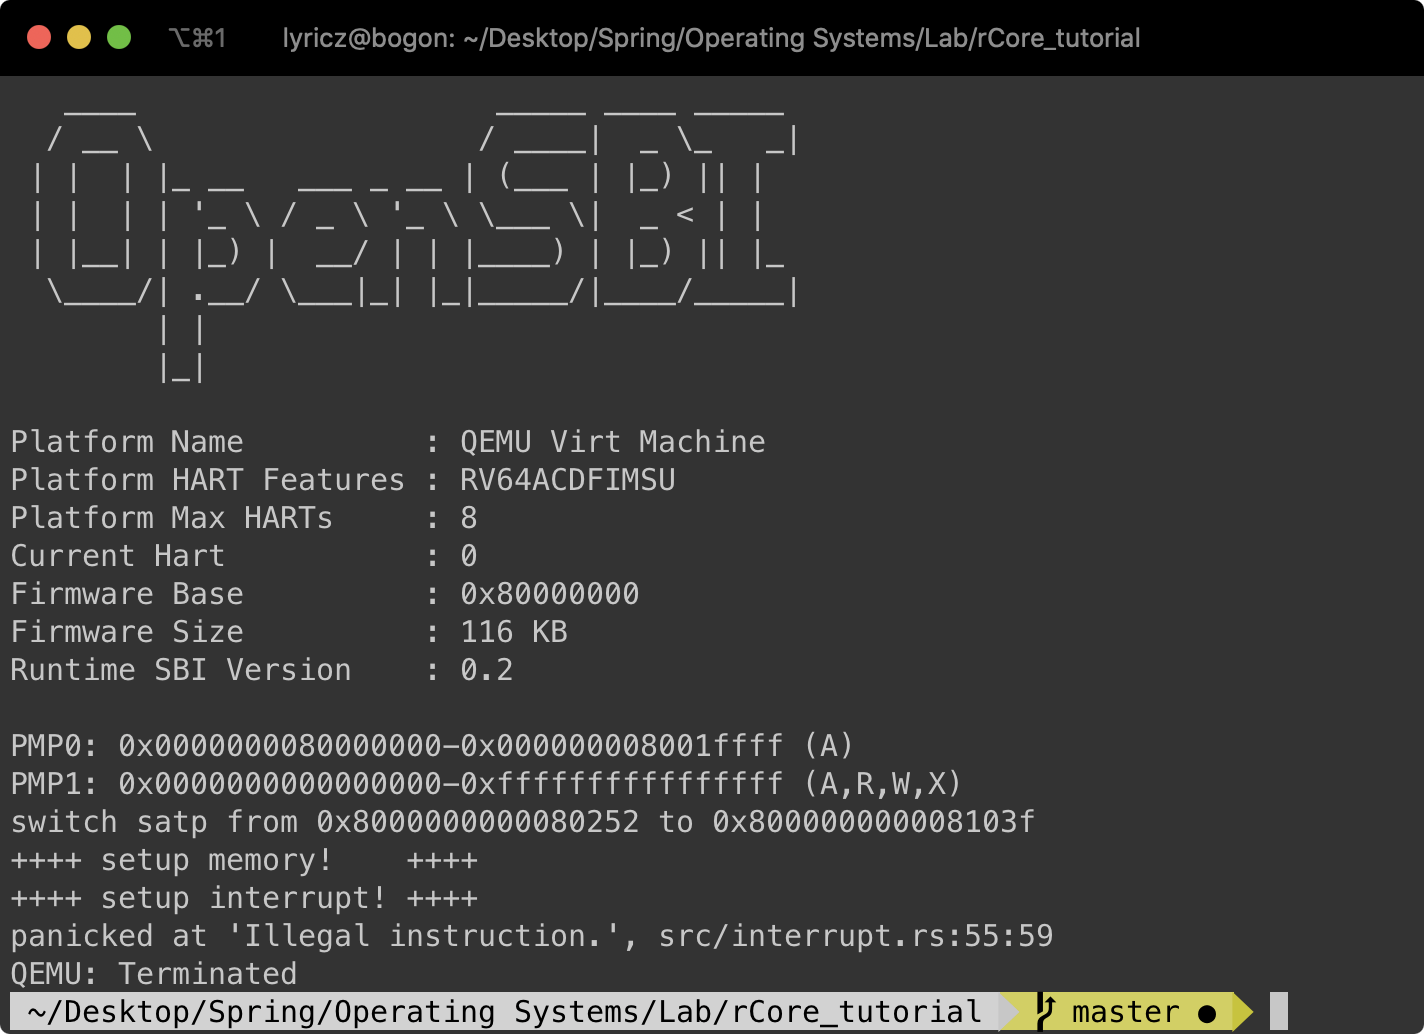 ⌥⌘1 lyricz@bogon: ~/Desktop/Spring/Operating Systems/Lab/rCore_tutorial
OpenSBI
Platform Name : QEMU Virt Machine
Platform HART Features : RV64ACDFIMSU
Platform Max HARTs : 8
Current Hart : 0
Firmware Base : 0x80000000
Firmware Size : 116 KB
Runtime SBI Version : 0.2
PMP0: 0x0000000080000000-0x000000008001ffff (A)
PMP1: 0x0000000000000000-0xffffffffffffffff (A,R,W,X)
switch satp from 0x8000000000080252 to 0x800000000008103f
++++ setup memory! ++++
++++ setup interrupt! ++++
panicked at 'Illegal instruction.', src/interrupt.rs:55:59
QEMU: Terminated
~/Desktop/Spring/Operating Systems/Lab/rCore_tutorial master ●